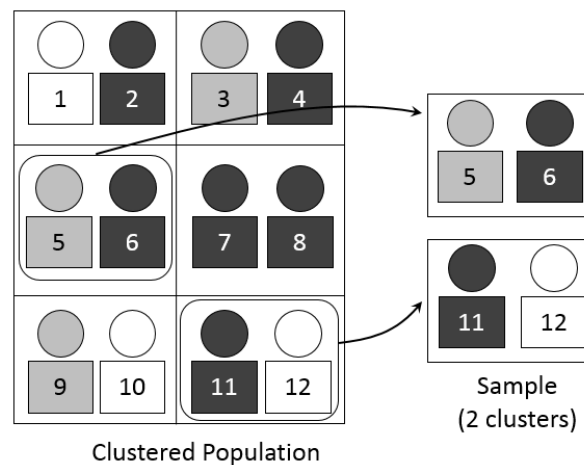 1 2 3 4
5 6 7 8
9 10 11 12
Clustered Population
5 6
11 12
Sample
(2 clusters)